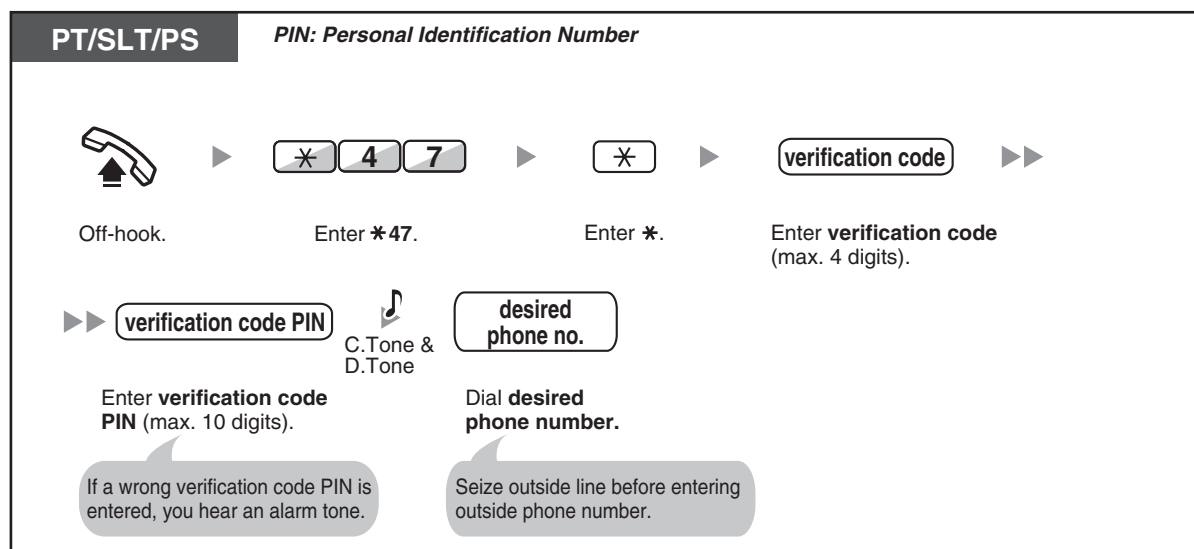 PT/SLT/PS
PIN: Personal Identification Number
* 4 7
*
verification code
Off-hook.
Enter *47.
Enter *.
Enter verification code
(max. 4 digits).
verification code PIN
C.Tone &
D.Tone
desired
phone no.
Enter verification code
PIN (max. 10 digits).
Dial desired
phone number.
If a wrong verification code PIN is
entered, you hear an alarm tone.
Seize outside line before entering
outside phone number.